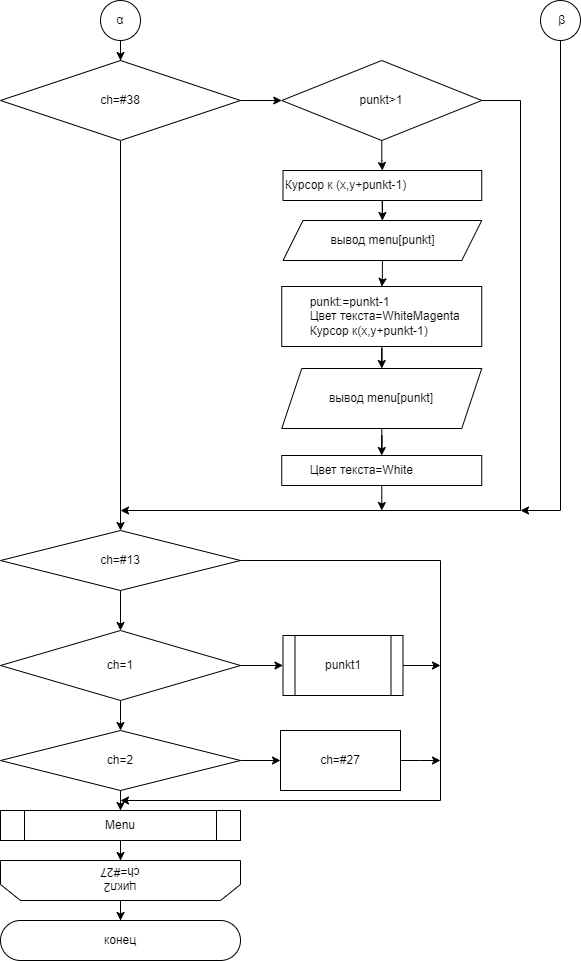 α
β
ch=#38
punkt>1
Курсор к (x,y+punkt-1)
вывод menu[punkt]
punkt:=punkt-1
Цвет текста=WhiteMagenta
Курсор к(x,y+punkt-1)
вывод menu[punkt]
Цвет текста=White
ch=#13
ch=1
punkt1
ch=2
ch=#27
Menu
цикл2
ch=#27
конец